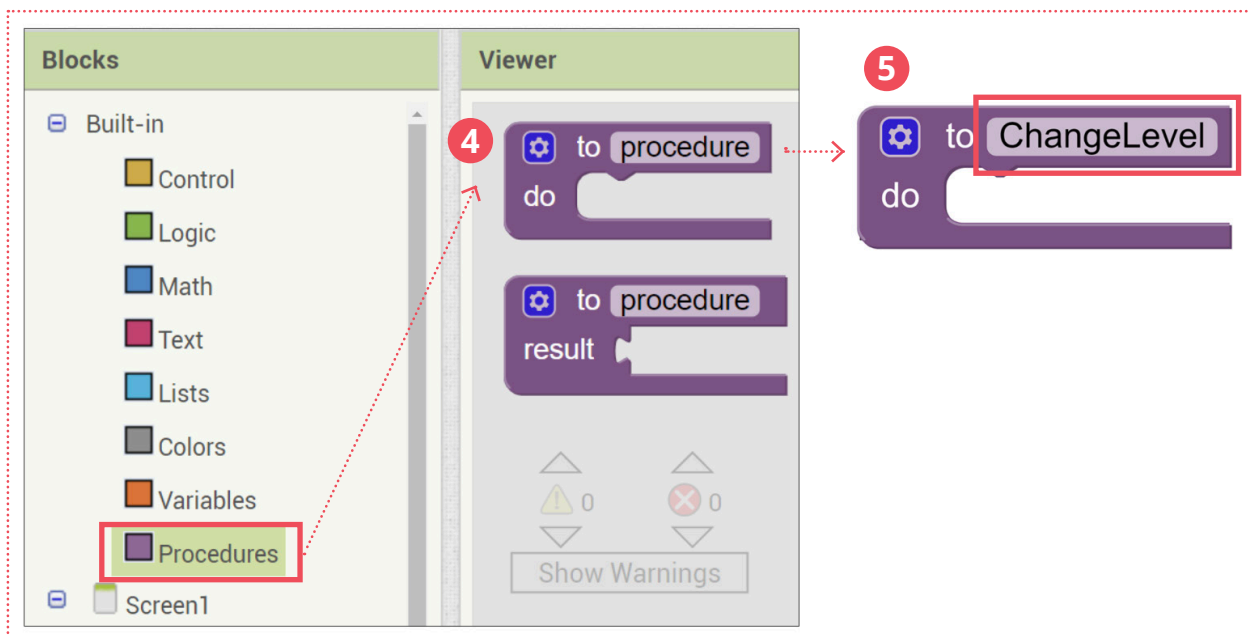 Blocks
Built-in
Control
Logic
Math
Text
Lists
Colors
Variables
Procedures
Screen1
Viewer
4
to procedure
do
to procedure
result
0 0
Show Warnings
5
to ChangeLevel
do